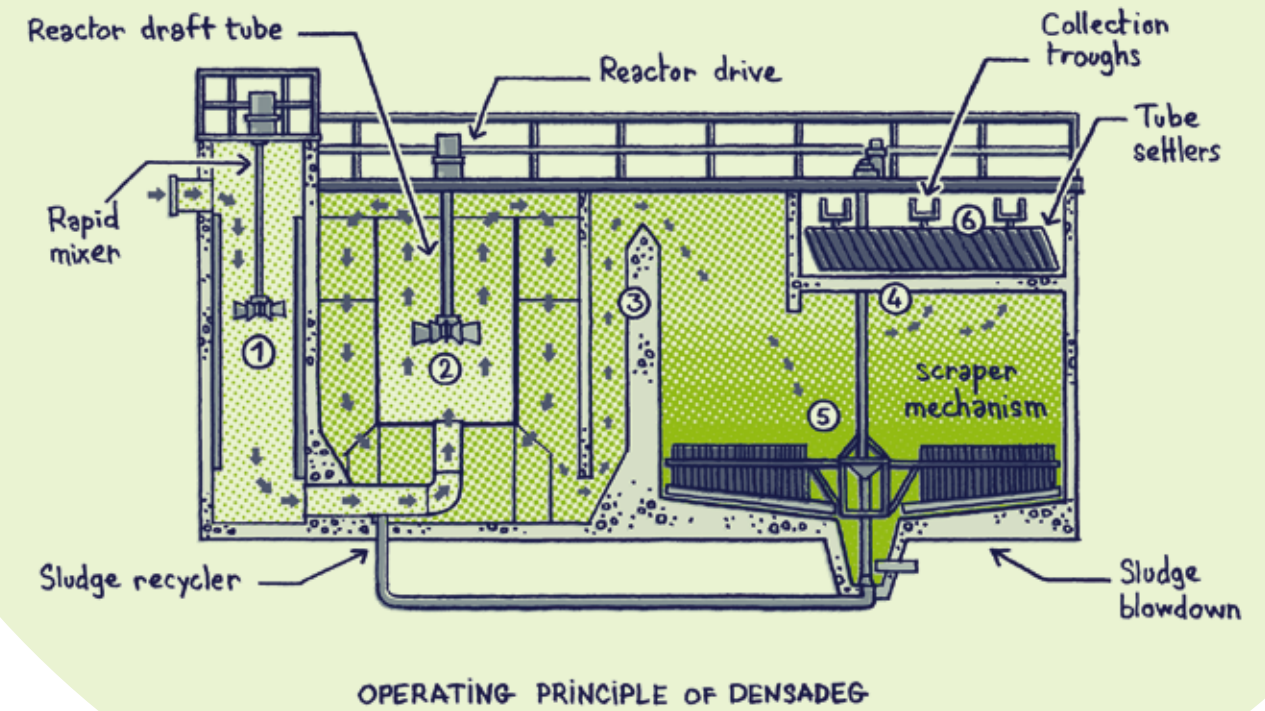 Reactor draft tube
Reactor drive
Collection
troughs
Tube
settlers
Rapid
mixer
1
2
3
4
5
6
scraper
mechanism
Sludge recycler
Sludge
blowdown
OPERATING PRINCIPLE OF DENSADEG